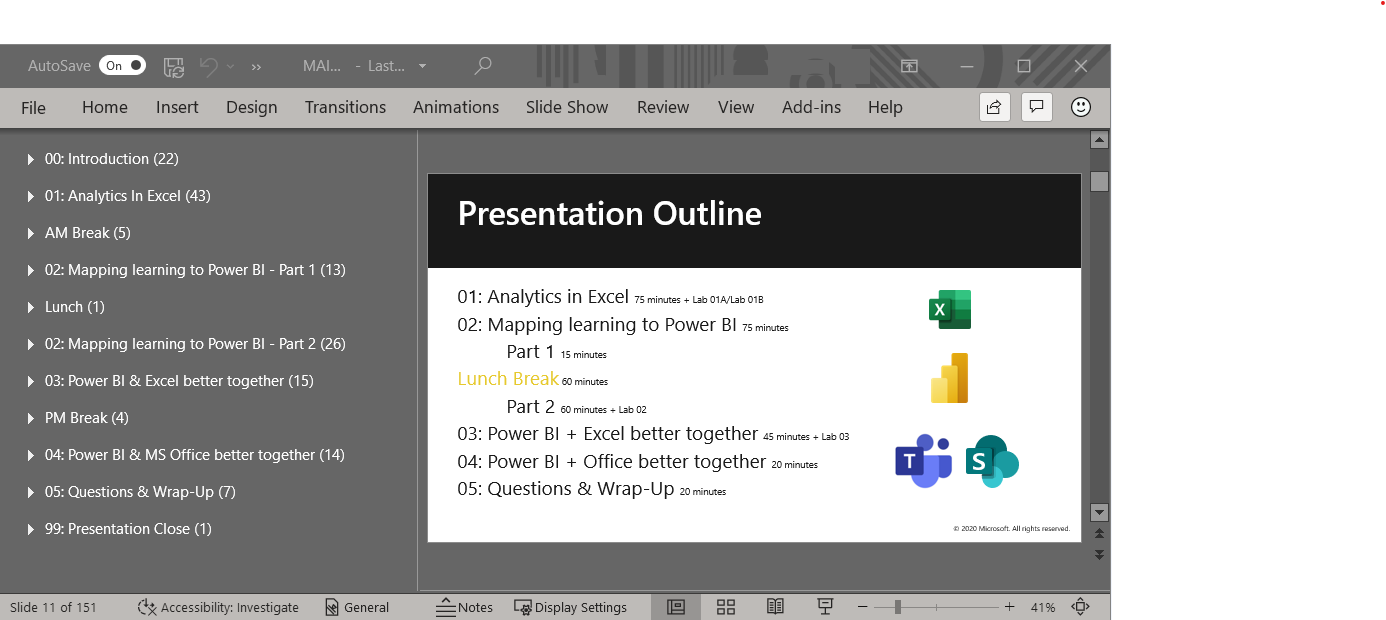 AutoSave On MAI... - Last...
File Home Insert Design Transitions Animations Slide Show Review View Add-ins Help
00: Introduction (22)
01: Analytics In Excel (43)
AM Break (5)
02: Mapping learning to Power BI - Part 1 (13)
Lunch (1)
02: Mapping learning to Power BI - Part 2 (26)
03: Power BI & Excel better together (15)
PM Break (4)
04: Power BI & MS Office better together (14)
05: Questions & Wrap-Up (7)
99: Presentation Close (1)
Presentation Outline
01: Analytics in Excel 75 minutes + Lab 01A/Lab 01B
02: Mapping learning to Power BI 75 minutes
Part 1 15 minutes
Lunch Break 60 minutes
Part 2 60 minutes + Lab 02
03: Power BI + Excel better together 45 minutes + Lab 03
04: Power BI + Office better together 20 minutes
05: Questions & Wrap-Up 20 minutes
X
T S
© 2020 Microsoft. All rights reserved.
Slide 11 of 151 Accessibility: Investigate General Notes Display Settings 41%